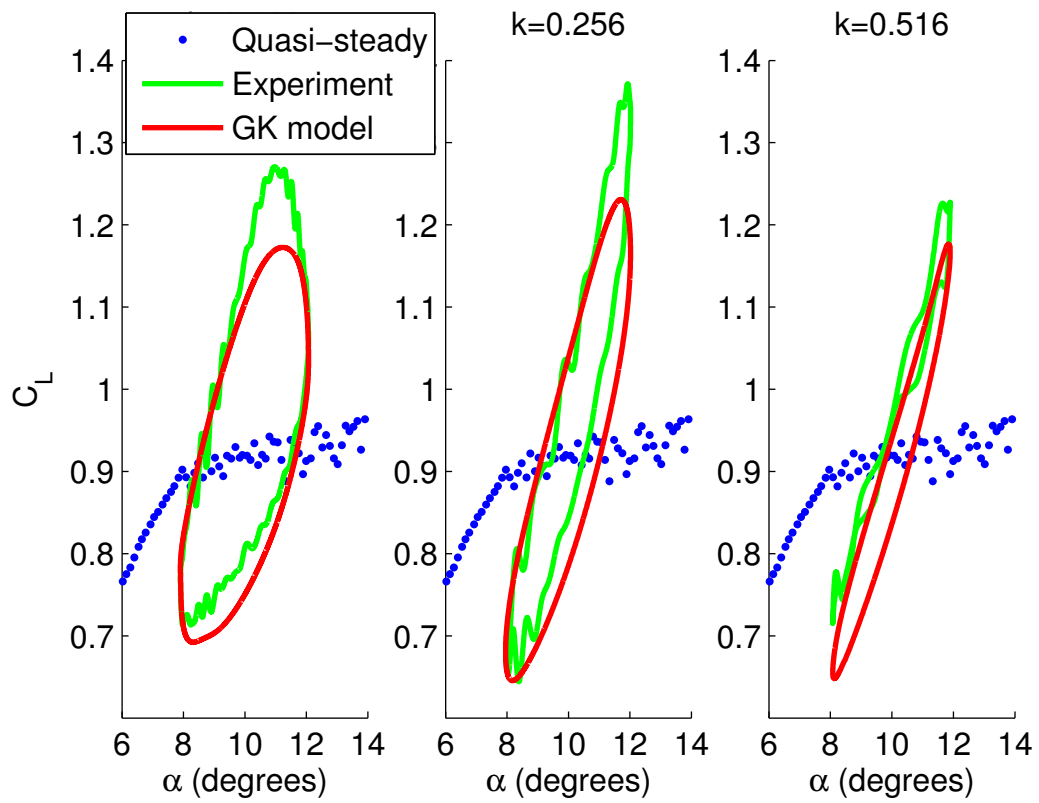 Quasi−steady
Experiment
GK model
k=0.256
k=0.516
C_L
1.4
1.3
1.2
1.1
1
0.9
0.8
0.7
6 8 10 12 14
α (degrees)
1.4
1.3
1.2
1.1
1
0.9
0.8
0.7
6 8 10 12 14
α (degrees)
1.4
1.3
1.2
1.1
1
0.9
0.8
0.7
6 8 10 12 14
α (degrees)